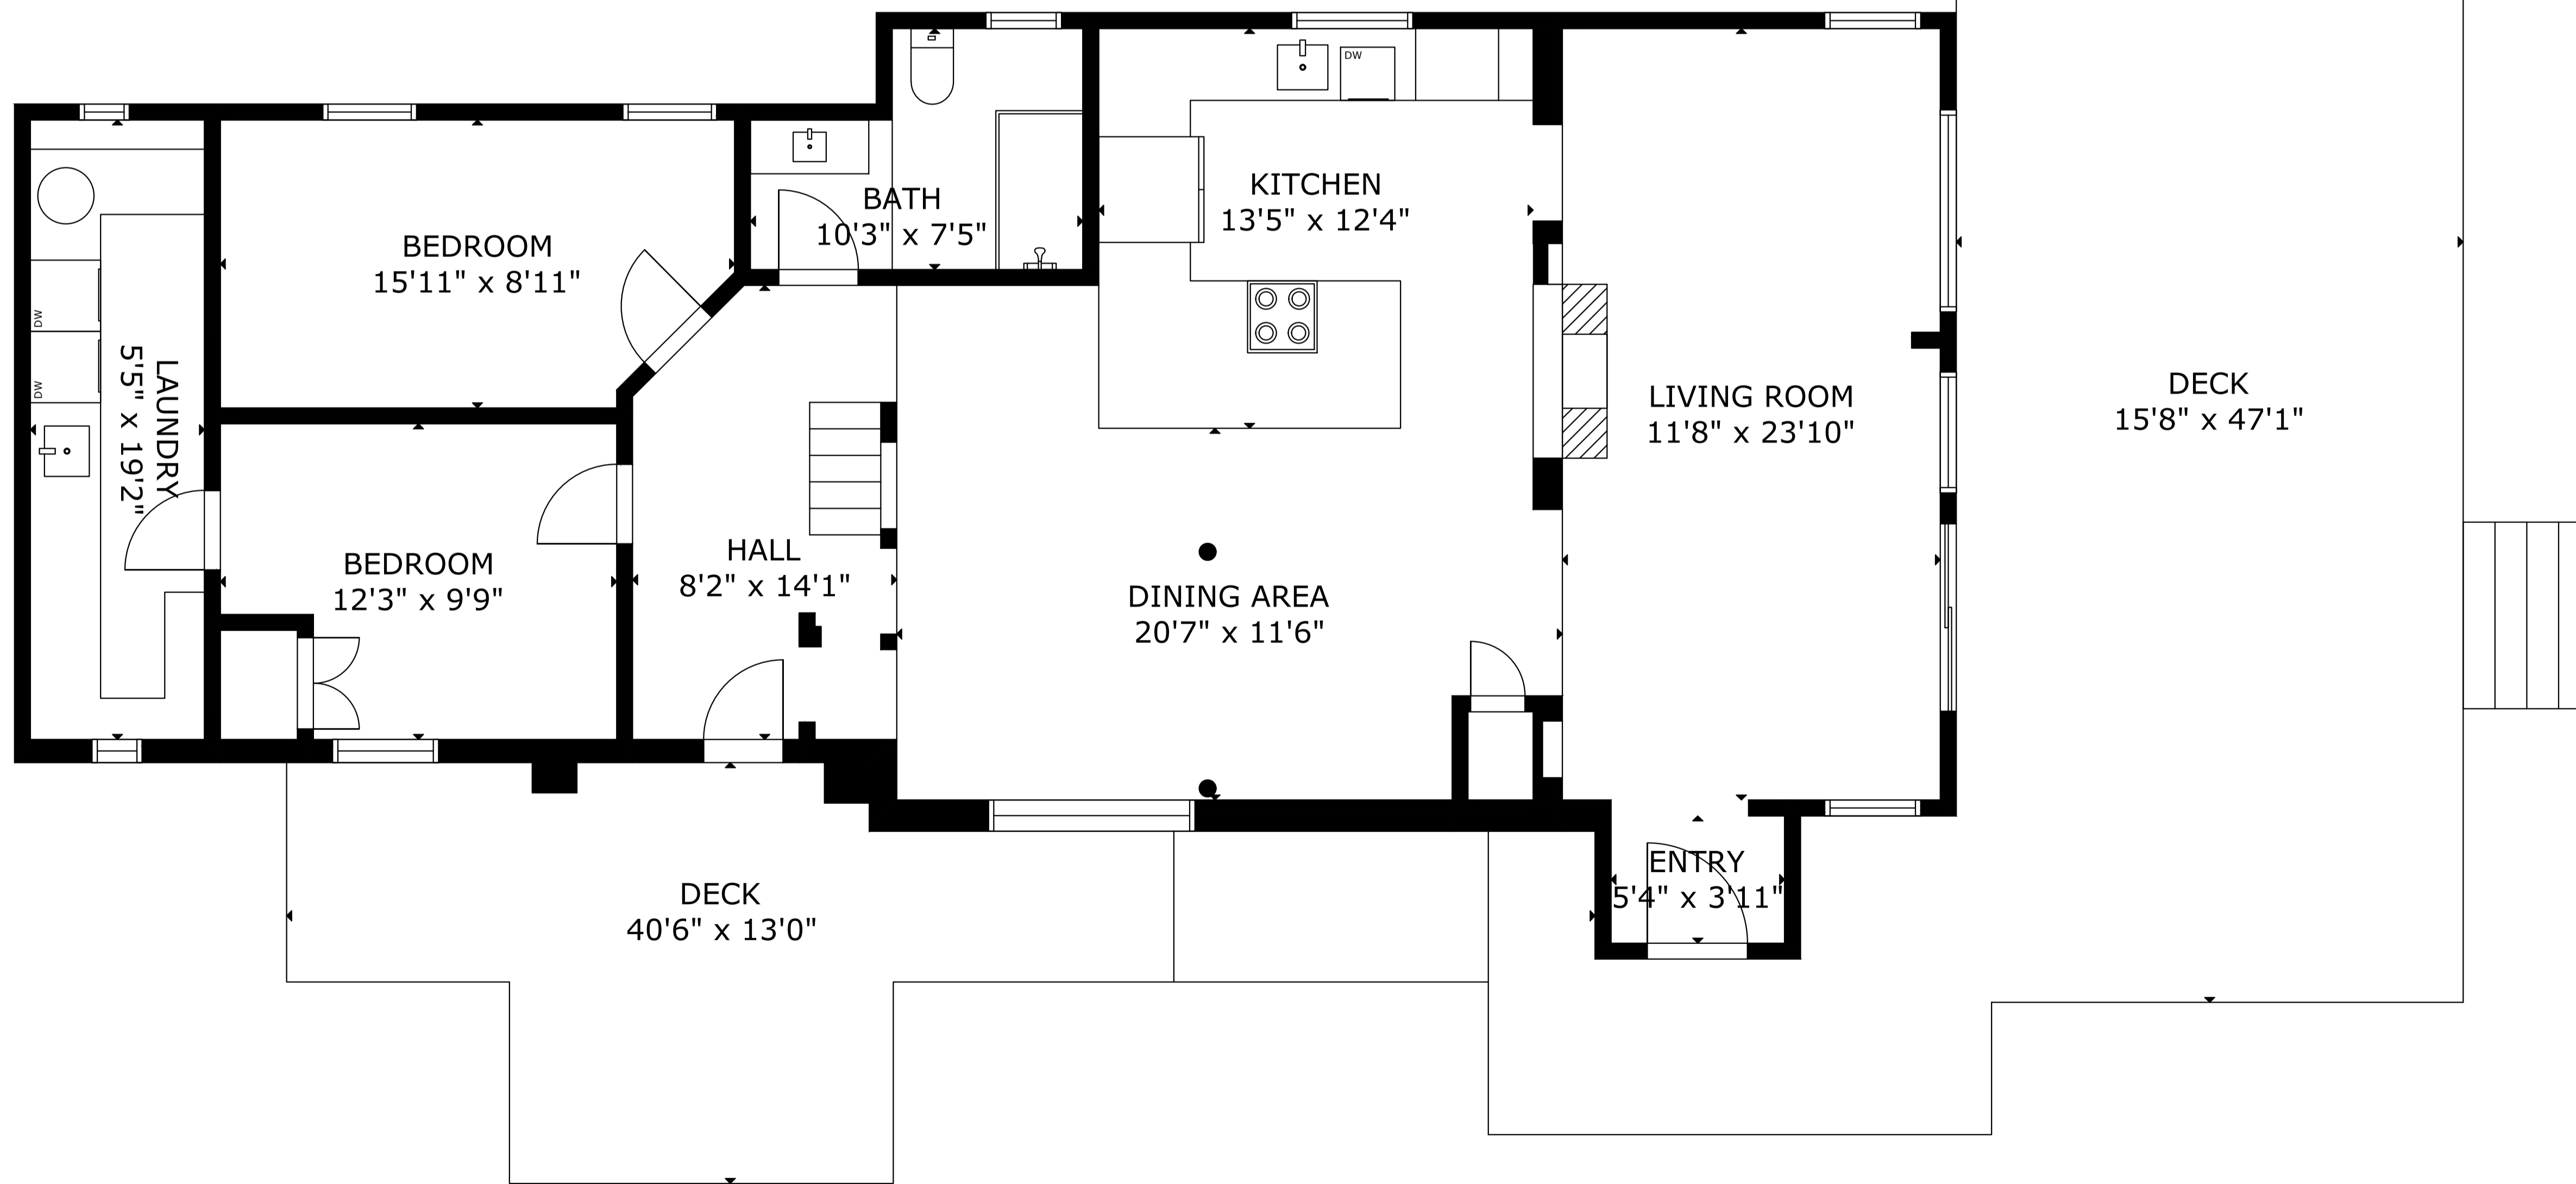 DW
KITCHEN
13'5" x 12'4"
BATH
10'3" x 7'5"
BEDROOM
15'11" x 8'11"
DW
DW
LAUNDRY
5'5" x 19'2"
LIVING ROOM
11'8" x 23'10"
DECK
15'8" x 47'1"
BEDROOM
12'3" x 9'9"
HALL
8'2" x 14'1"
DINING AREA
20'7" x 11'6"
ENTRY
5'4" x 3'11"
DECK
40'6" x 13'0"